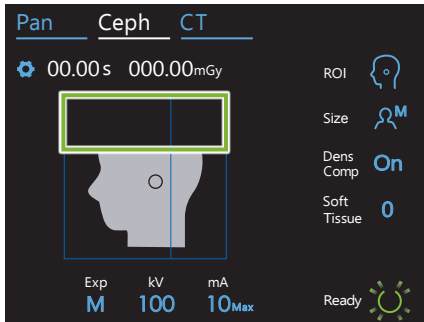 Pan Ceph CT
00.00 s 000.00mGy
ROI
Size M
Dens
Comp On
Soft
Tissue 0
Exp kV mA
M 100 10Max
Ready